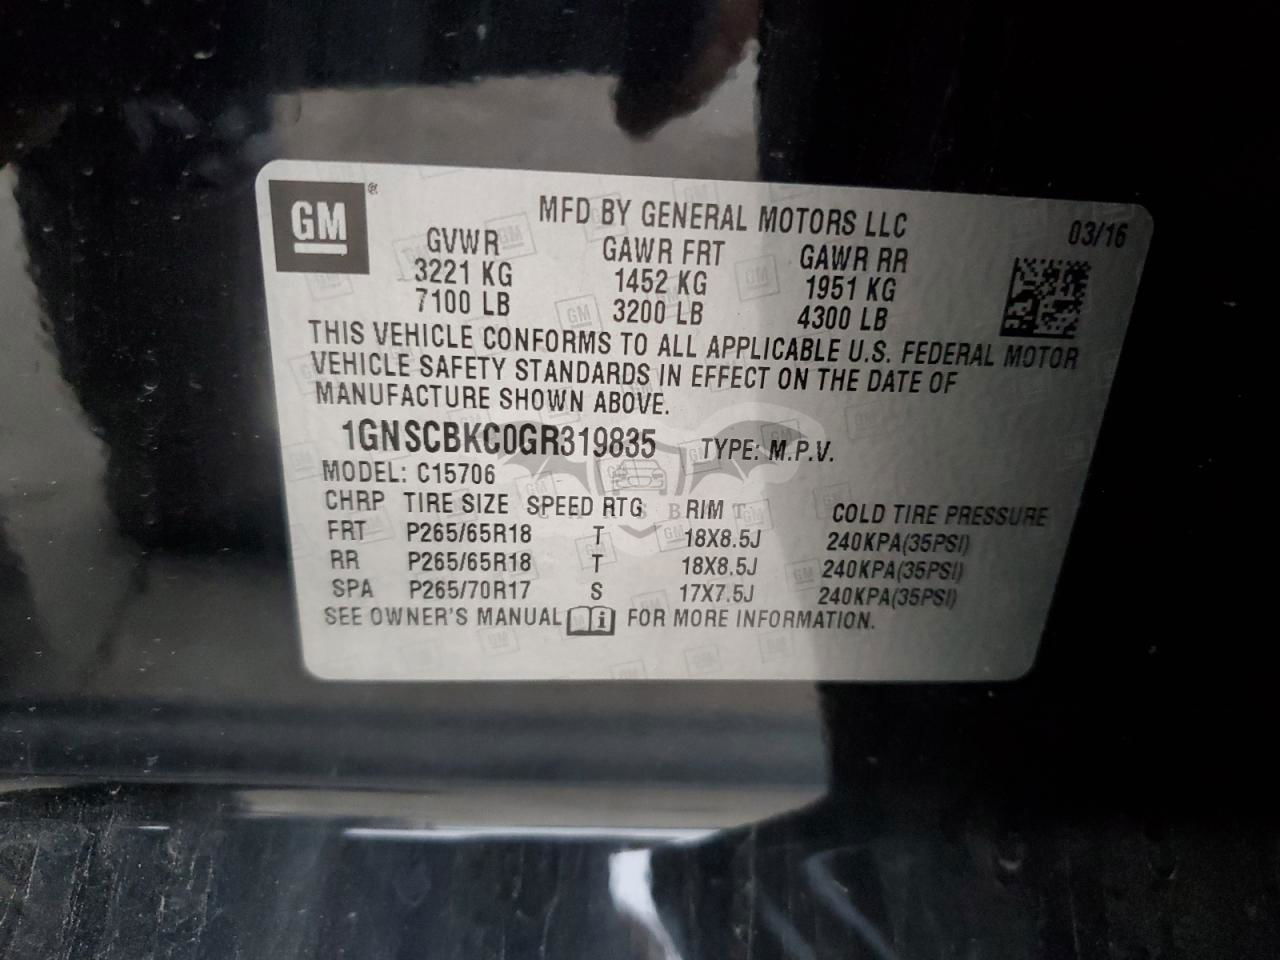 GM®
MFD BY GENERAL MOTORS LLC 03/16
GVWR GAWR FRT GAWR RR
3221 KG 1452 KG 1951 KG
7100 LB 3200 LB 4300 LB
THIS VEHICLE CONFORMS TO ALL APPLICABLE U.S. FEDERAL MOTOR
VEHICLE SAFETY STANDARDS IN EFFECT ON THE DATE OF
MANUFACTURE SHOWN ABOVE.
1GNSCBKC0GR319835 TYPE: M.P.V.
MODEL: C15706
CHRP TIRE SIZE SPEED RTG RIM COLD TIRE PRESSURE
FRT P265/65R18 T 18X8.5J 240KPA(35PSI)
RR P265/65R18 T 18X8.5J 240KPA(35PSI)
SPA P265/70R17 S 17X7.5J 240KPA(35PSI)
SEE OWNER'S MANUAL i FOR MORE INFORMATION.